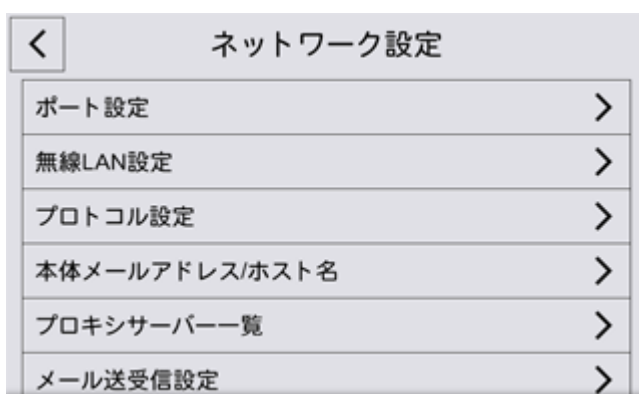 ネットワーク設定
ポート設定
無線LAN設定
プロトコル設定
本体メールアドレス/ホスト名
プロキシサーバー一覧
メール送受信設定